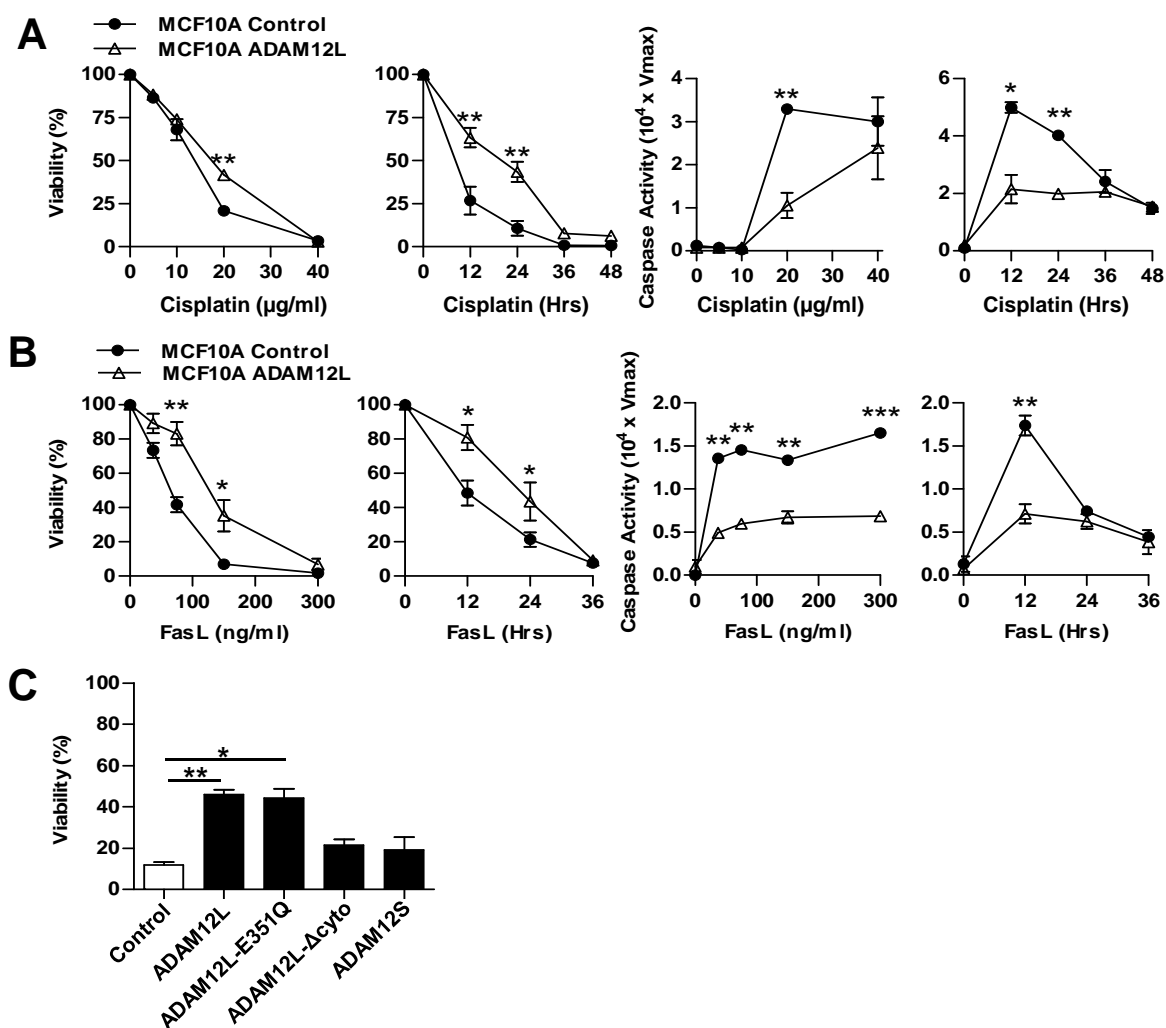 A
MCF10A Control
MCF10A ADAM12L
Viability (%)
100
75
50
25
0
**
0 10 20 30 40
Cisplatin (µg/ml)
100
75
50
25
0
**
**
0 12 24 36 48
Cisplatin (Hrs)
Caspase Activity (10⁴ x Vmax)
4
3
2
1
0
**
0 10 20 30 40
Cisplatin (µg/ml)
6
4
2
0
*
**
0 12 24 36 48
Cisplatin (Hrs)
B
MCF10A Control
MCF10A ADAM12L
Viability (%)
100
80
60
40
20
0
**
*
0 100 200 300
FasL (ng/ml)
Viability (%)
100
80
60
40
20
0
*
*
0 12 24 36
FasL (Hrs)
Caspase Activity (10⁴ x Vmax)
2.0
1.5
1.0
0.5
0.0
**
**
**
***
0 100 200 300
FasL (ng/ml)
2.0
1.5
1.0
0.5
0.0
**
0 12 24 36
FasL (Hrs)
C
Viability (%)
100
80
60
40
20
0
*
**
Control
ADAM12L
ADAM12L-E351Q
ADAM12L-Δcyto
ADAM12S